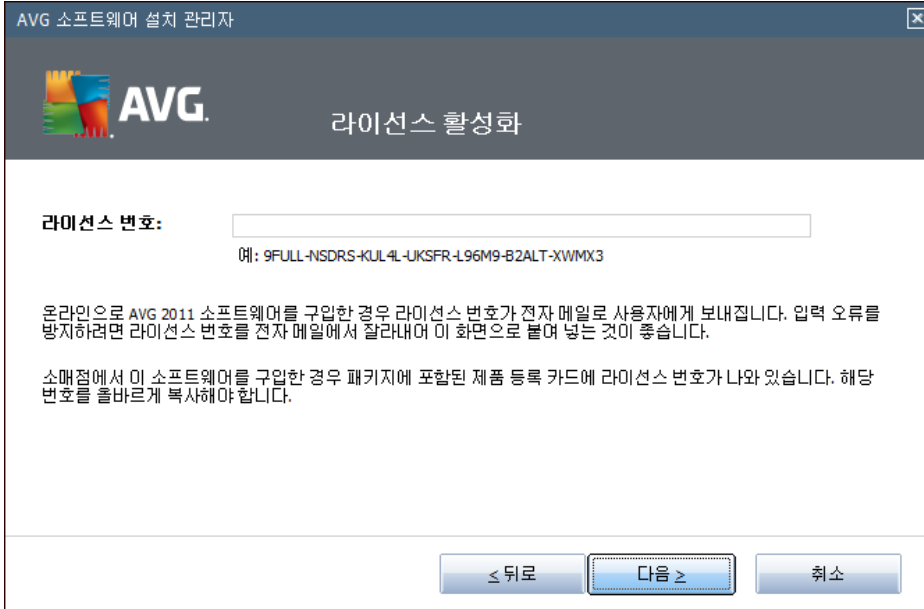 AVG 소프트웨어 설치 관리자
AVG.
라이선스 활성화
라이선스 번호:
예: 9FULL-NSDRS-KUL4L-UKSFR-L96M9-B2ALT-XWMX3
온라인으로 AVG 2011 소프트웨어를 구입한 경우 라이선스 번호가 전자 메일로 사용자에게 보내집니다. 입력 오류를
방지하려면 라이선스 번호를 전자 메일에서 잘라내어 이 화면으로 붙여 넣는 것이 좋습니다.
소매점에서 이 소프트웨어를 구입한 경우 패키지에 포함된 제품 등록 카드에 라이선스 번호가 나와 있습니다. 해당
번호를 올바르게 복사해야 합니다.
< 뒤로
다음 >
취소